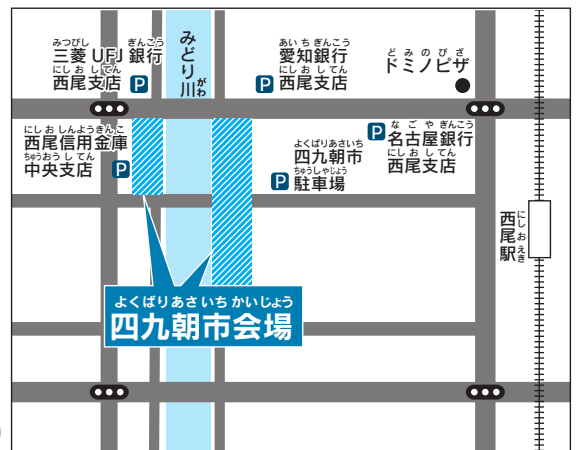 みつびし ぎんこう
三菱UFJ銀行
にしおしてん
西尾支店 P
みどり川
がわ
あいちぎんこう
愛知銀行
にしおしてん
P 西尾支店
どみのぴざ
ドミノピザ
にしおしんようきんこ
西尾信用金庫
ちゅうおうしてん
中央支店 P
よくばりあさいち
四九朝市
ちゅうしゃじょう
P 駐車場
なごやぎんこう
P 名古屋銀行
にしおしてん
西尾支店
にしおえき
西尾駅
よくばりあさいちかいじょう
四九朝市会場